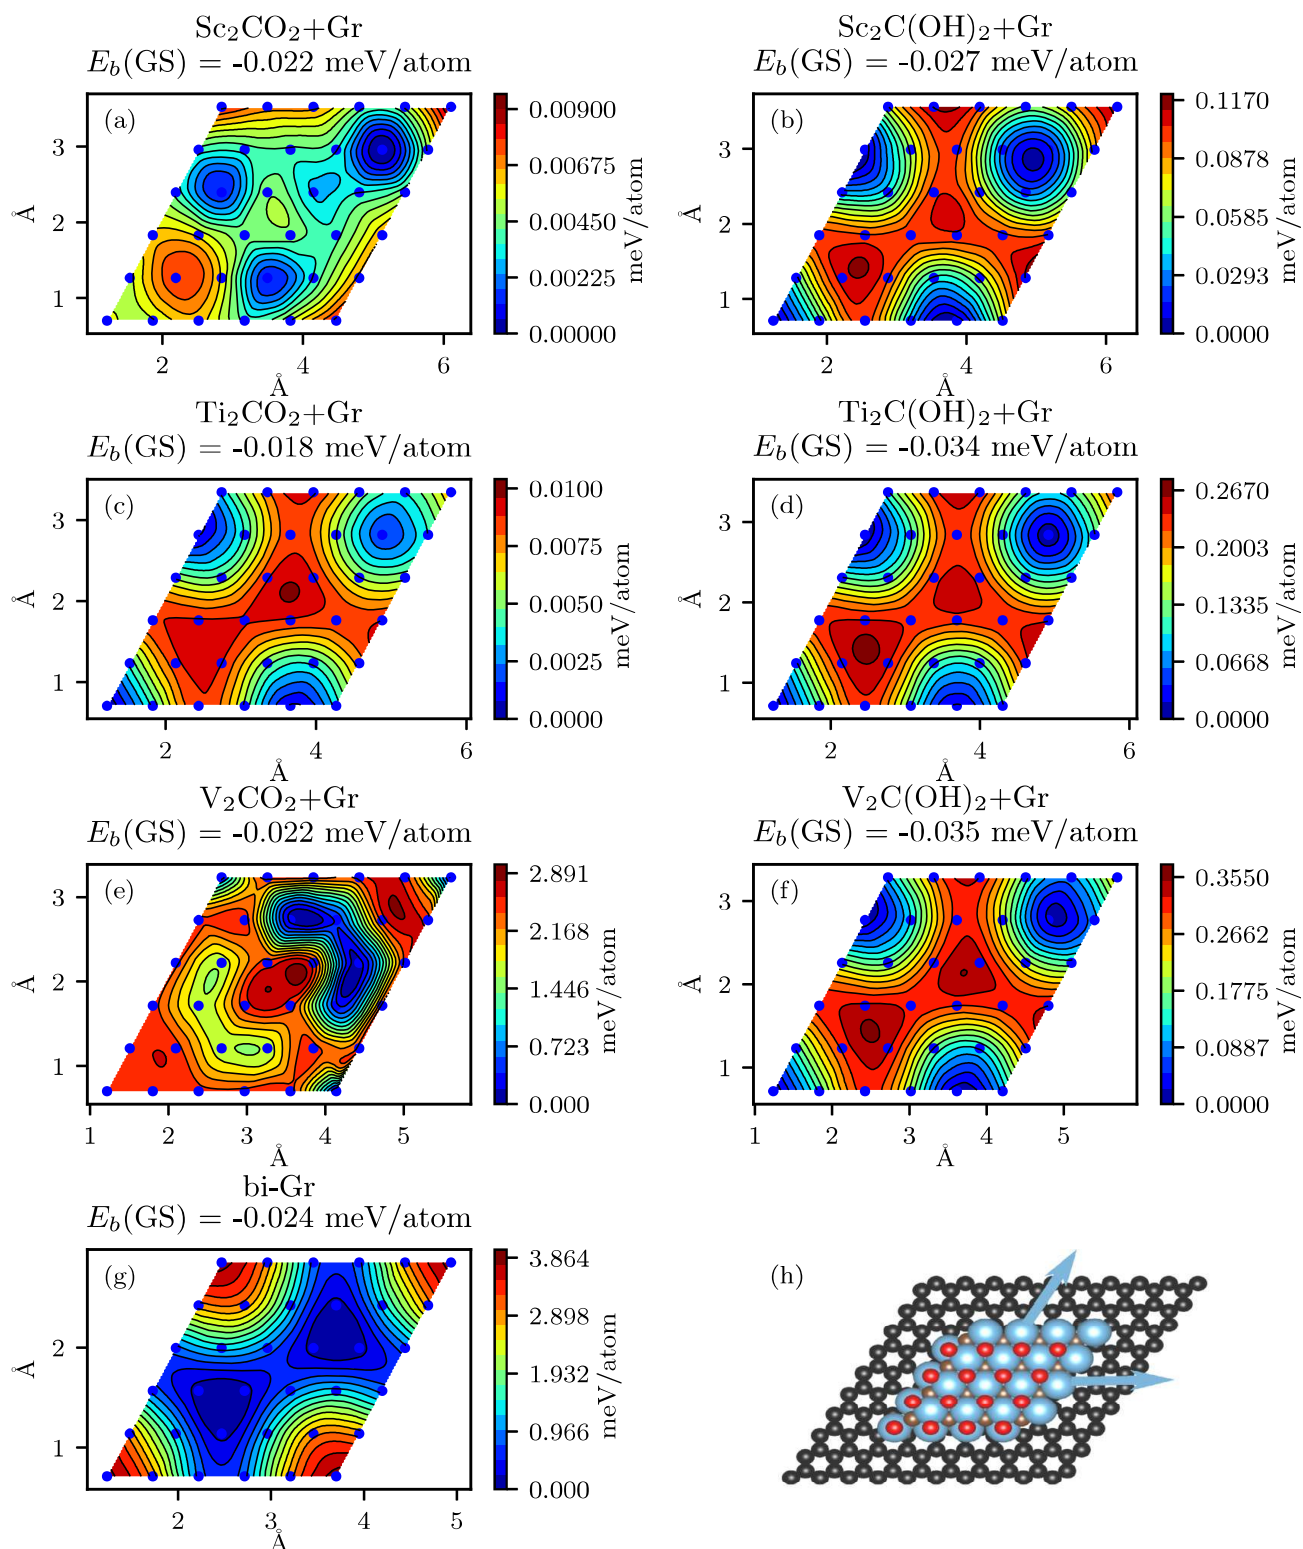 Sc₂CO₂+Gr
E_b(GS) = -0.022 meV/atom
(a)
3
2
1
Å
2
4
6
Å
0.00900
0.00675
0.00450
0.00225
0.00000
meV/atom
Sc₂C(OH)₂+Gr
E_b(GS) = -0.027 meV/atom
(b)
3
2
1
Å
2
4
6
Å
0.1170
0.0878
0.0585
0.0293
0.0000
meV/atom
Ti₂CO₂+Gr
E_b(GS) = -0.018 meV/atom
(c)
3
2
1
Å
2
4
6
Å
0.0100
0.0075
0.0050
0.0025
0.0000
meV/atom
Ti₂C(OH)₂+Gr
E_b(GS) = -0.034 meV/atom
(d)
3
2
1
Å
2
4
6
Å
0.2670
0.2003
0.1335
0.0668
0.0000
meV/atom
V₂CO₂+Gr
E_b(GS) = -0.022 meV/atom
(e)
3
2
1
Å
1
2
3
4
5
Å
2.891
2.168
1.446
0.723
0.000
meV/atom
V₂C(OH)₂+Gr
E_b(GS) = -0.035 meV/atom
(f)
3
2
1
Å
1
2
3
4
5
Å
0.3550
0.2662
0.1775
0.0887
0.0000
meV/atom
bi-Gr
E_b(GS) = -0.024 meV/atom
(g)
2
1
Å
2
3
4
5
Å
3.864
2.898
1.932
0.966
0.000
meV/atom
(h)